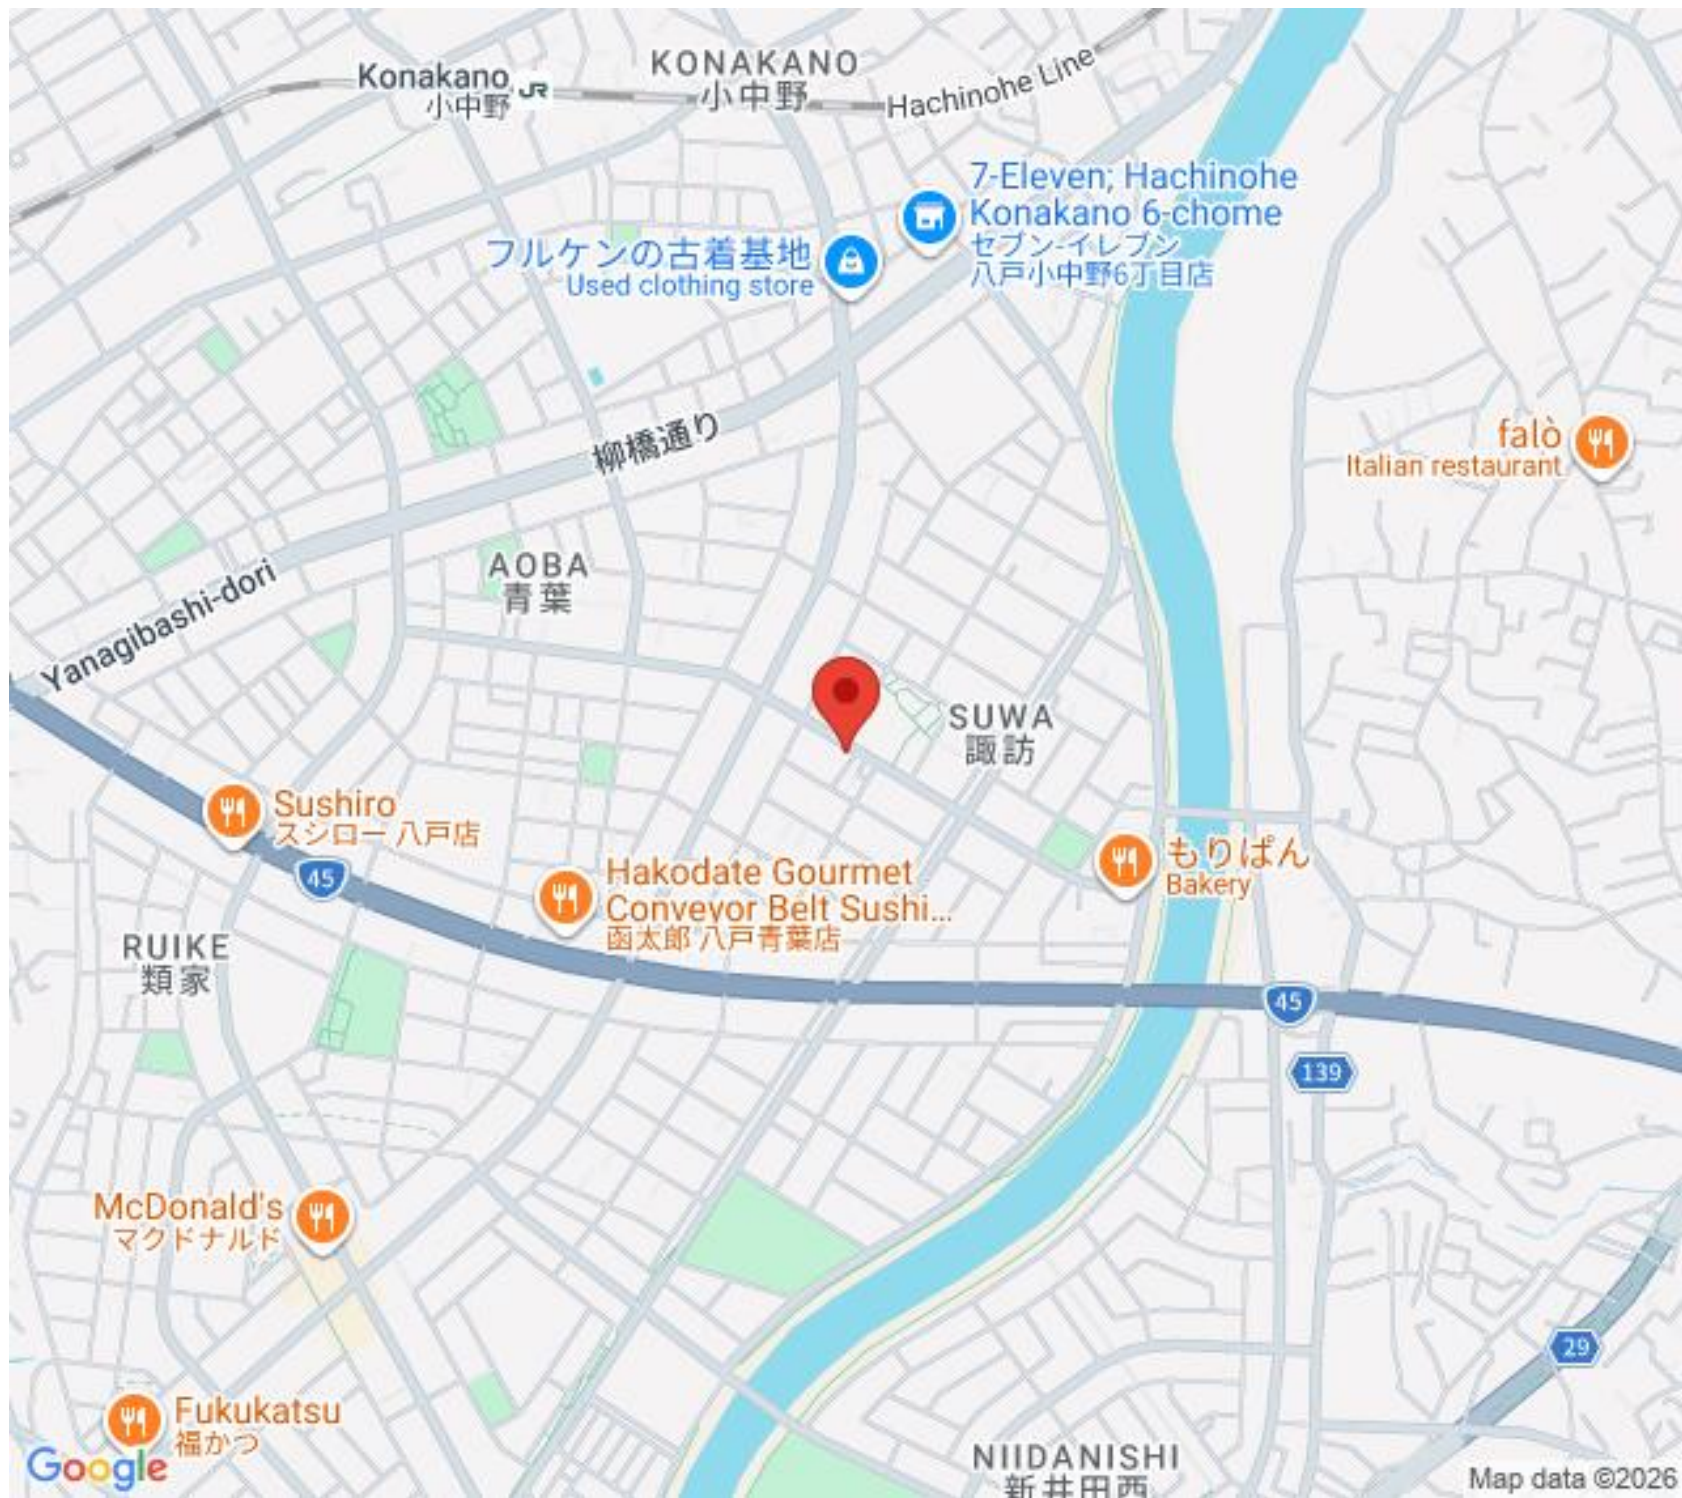 KONAKANO
小中野
Konakano
小中野
JR
Hachinohe Line
7-Eleven; Hachinohe
Konakano 6-chome
セブン-イレブン
八戸小中野6丁目店
フルケンの古着基地
Used clothing store
falò
Italian restaurant
柳橋通り
AOBA
青葉
Yanagibashi-dori
SUWA
諏訪
Sushiro
スシロー 八戸店
45
Hakodate Gourmet
Conveyor Belt Sushi...
函太郎 八戸青葉店
もりぱん
Bakery
RUIKE
類家
45
139
McDonald's
マクドナルド
29
Fukukatsu
福かつ
Google
NIIDANISHI
新井田西
Map data ©2026